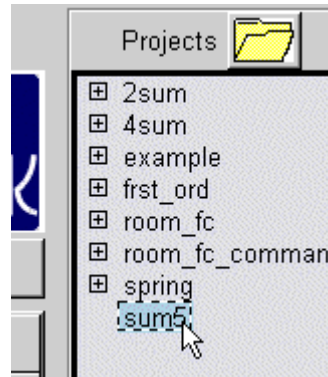 Projects
2sum
4sum
example
frst_ord
room_fc
room_fc_comman
spring
sum5